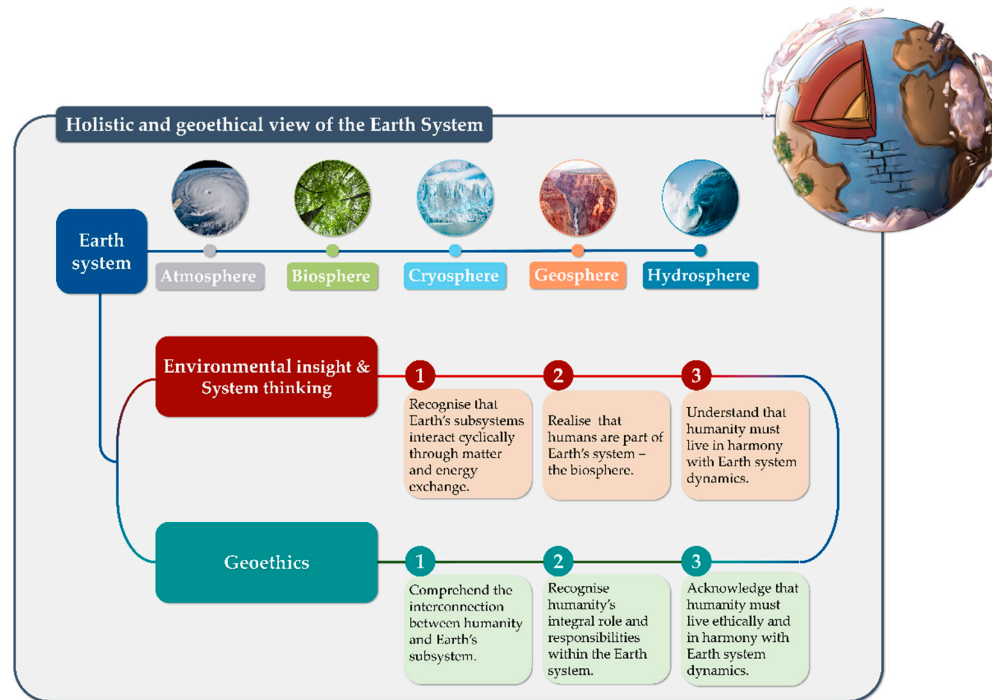 Holistic and geoethical view of the Earth System
Earth
system
Atmosphere
Biosphere
Cryosphere
Geosphere
Hydrosphere
Environmental insight &
System thinking
1
Recognise that
Earth's subsystems
interact cyclically
through matter
and energy
exchange.
2
Realise that
humans are part of
Earth's system –
the biosphere.
3
Understand that
humanity must
live in harmony
with Earth system
dynamics.
Geoethics
1
Comprehend the
interconnection
between humanity
and Earth's
subsystem.
2
Recognise
humanity's
integral role and
responsibilities
within the Earth
system.
3
Acknowledge that
humanity must
live ethically and
in harmony with
Earth system
dynamics.